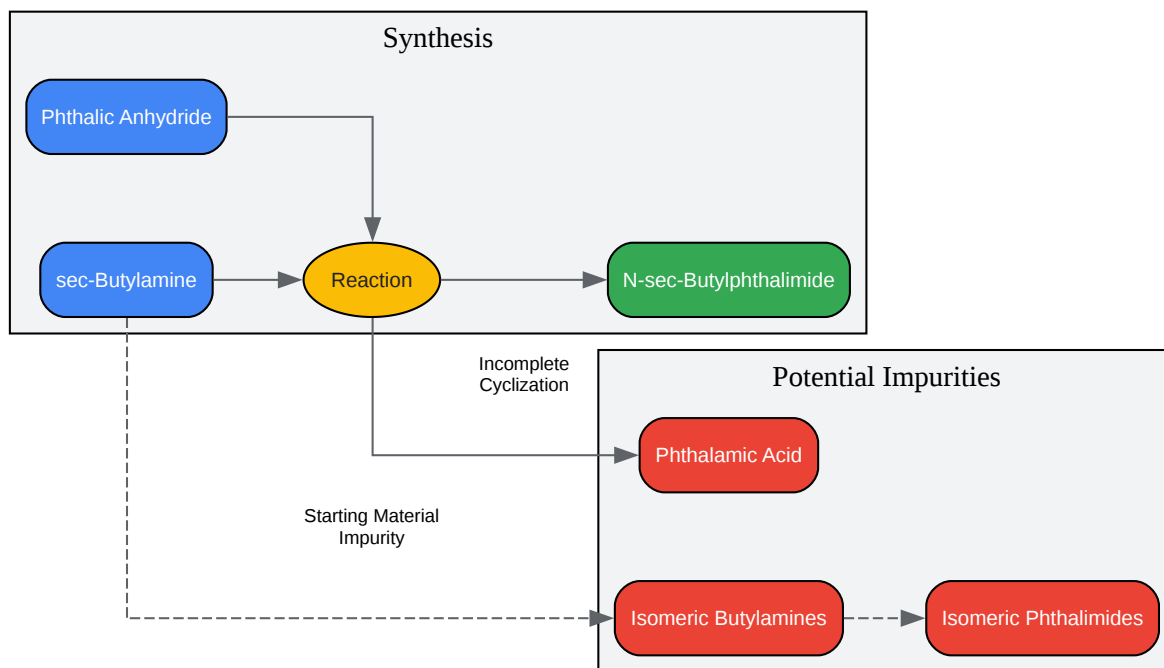 Synthesis
Phthalic Anhydride
sec-Butylamine
Reaction
N-sec-Butylphthalimide
Incomplete
Cyclization
Potential Impurities
Phthalamic Acid
Starting Material
Impurity
Isomeric Butylamines
Isomeric Phthalimides